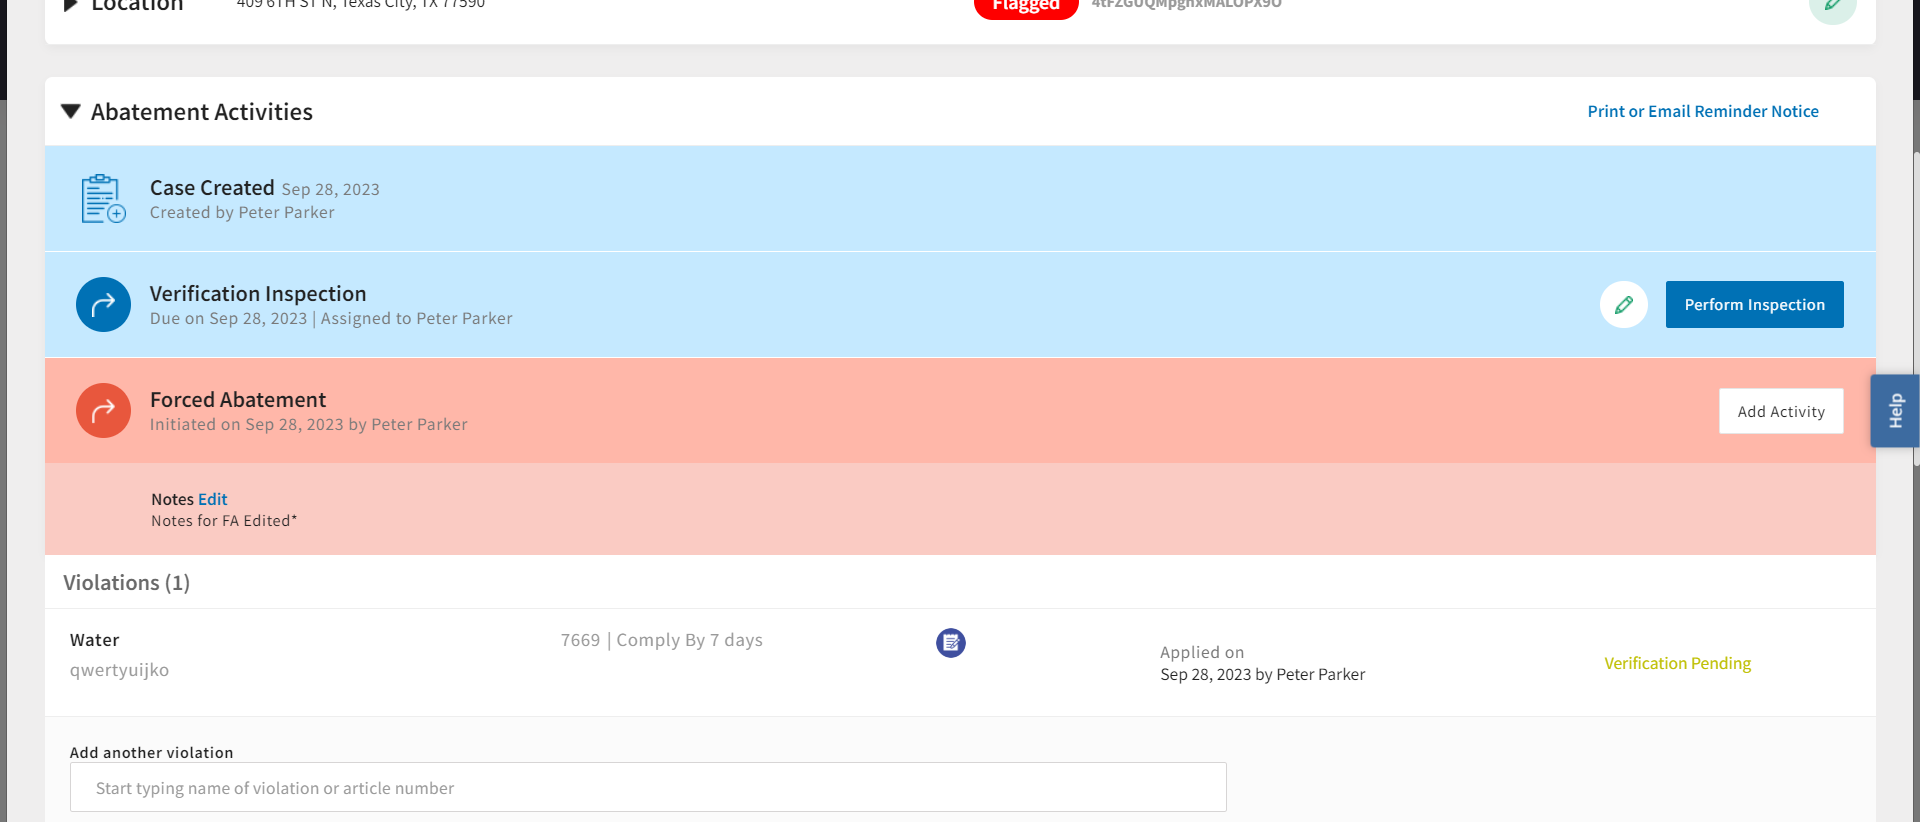 Location 409 6TH ST N, Texas City, TX 77590 Flagged
Abatement Activities Print or Email Reminder Notice
Case Created Sep 28, 2023
Created by Peter Parker
Verification Inspection
Due on Sep 28, 2023 | Assigned to Peter Parker
Perform Inspection
Forced Abatement
Initiated on Sep 28, 2023 by Peter Parker
Add Activity
Help
Notes Edit
Notes for FA Edited*
Violations (1)
Water
qwertyuijko
7669 | Comply By 7 days
Applied on
Sep 28, 2023 by Peter Parker
Verification Pending
Add another violation
Start typing name of violation or article number